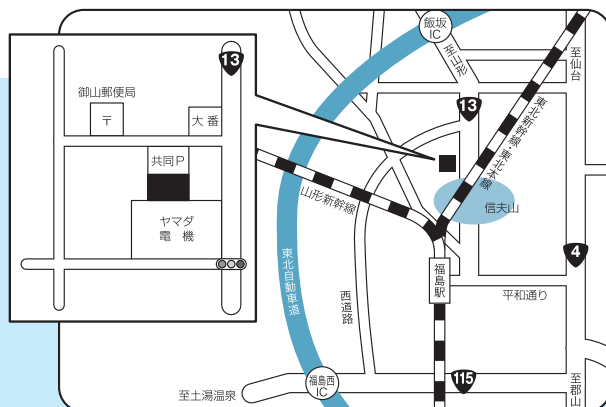 13
御山郵便局
〒
大番
共同P
ヤマダ
電機
飯坂
IC
至山形
至仙台
13
東北新幹線・東北本線
信夫山
山形新幹線
4
東北自動車道
福島駅
西道路
平和通り
福島西
IC
115
至土湯温泉
至郡山